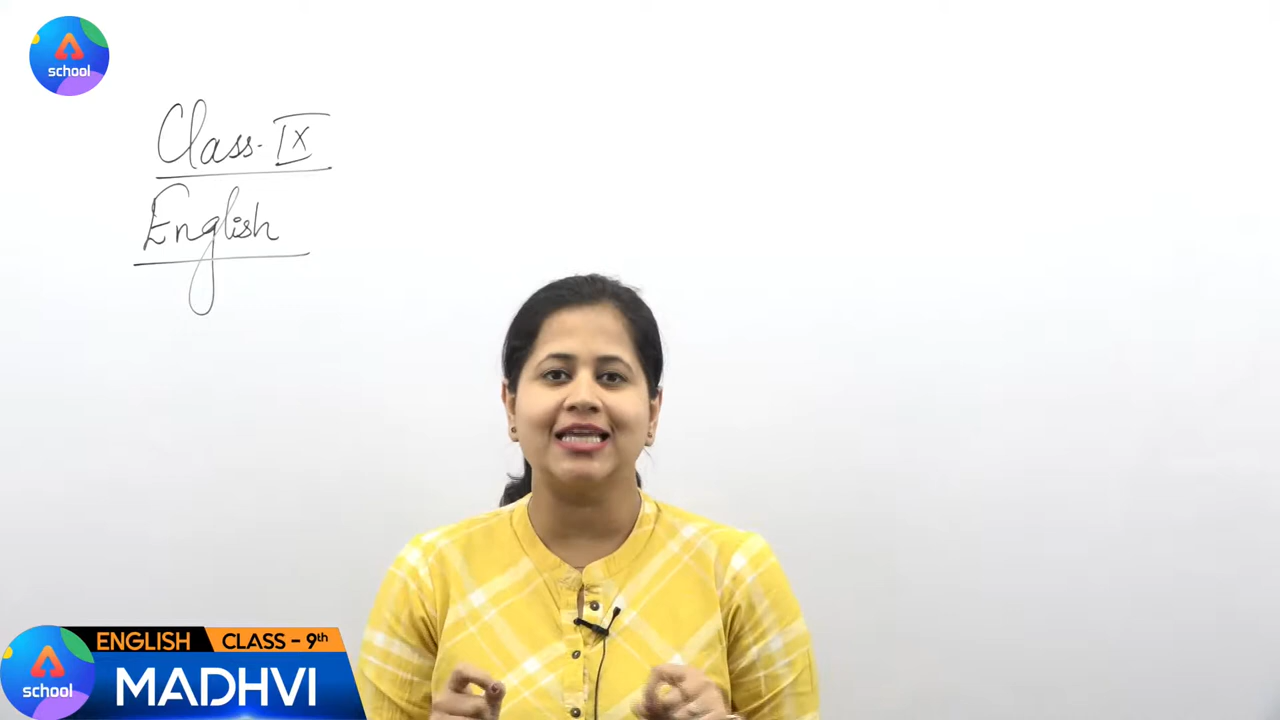 school
Class-IX
English
ENGLISH CLASS - 9th
MADHVI
school